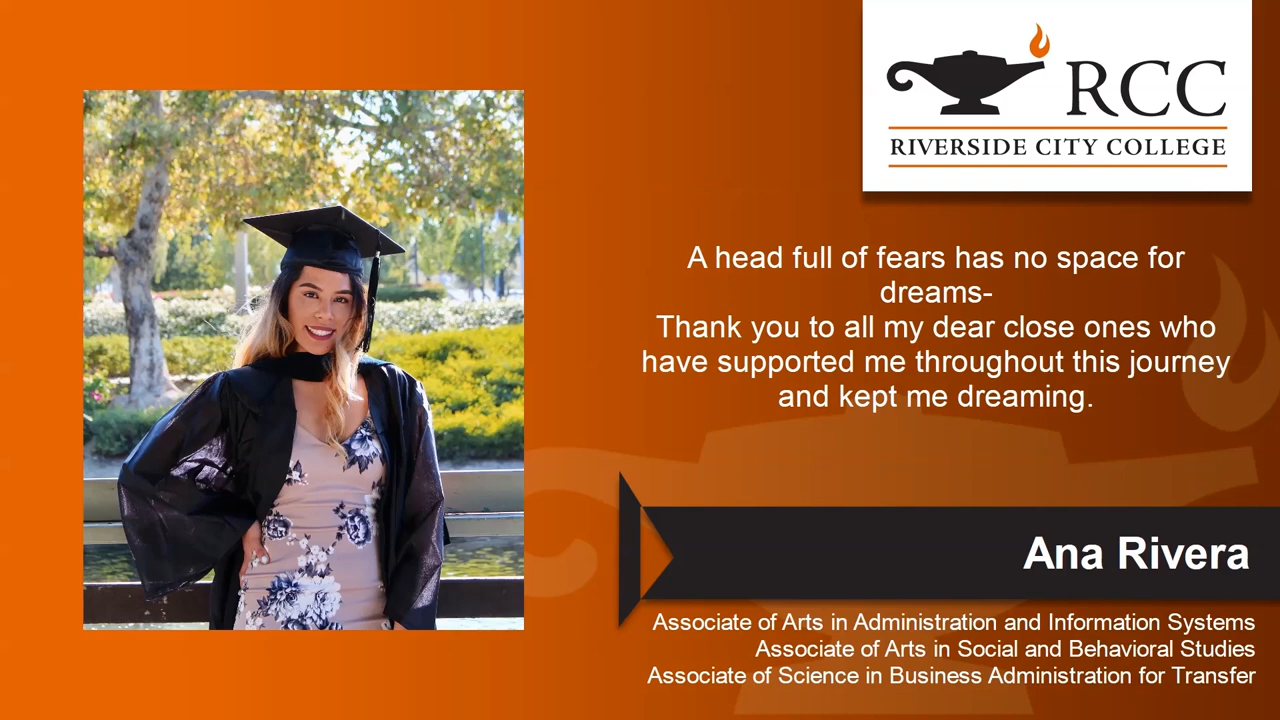 RCC
RIVERSIDE CITY COLLEGE
A head full of fears has no space for
dreams-
Thank you to all my dear close ones who
have supported me throughout this journey
and kept me dreaming.
Ana Rivera
Associate of Arts in Administration and Information Systems
Associate of Arts in Social and Behavioral Studies
Associate of Science in Business Administration for Transfer